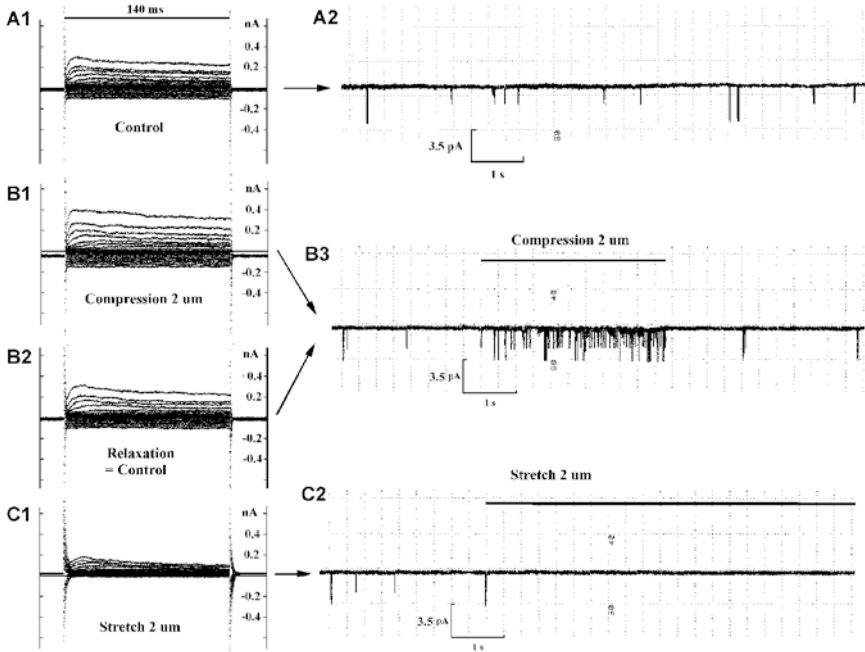 A1
140 ms
nA
0.4
0.2
-0.2
-0.4
Control
A2
3.5 pA
1 s
B1
nA
0.4
0.2
-0.2
-0.4
Compression 2 um
B3
Compression 2 um
3.5 pA
1 s
B2
nA
0.4
0.2
-0.2
-0.4
Relaxation
= Control
C1
nA
0.4
0.2
-0.2
-0.4
Stretch 2 um
C2
Stretch 2 um
3.5 pA
1 s